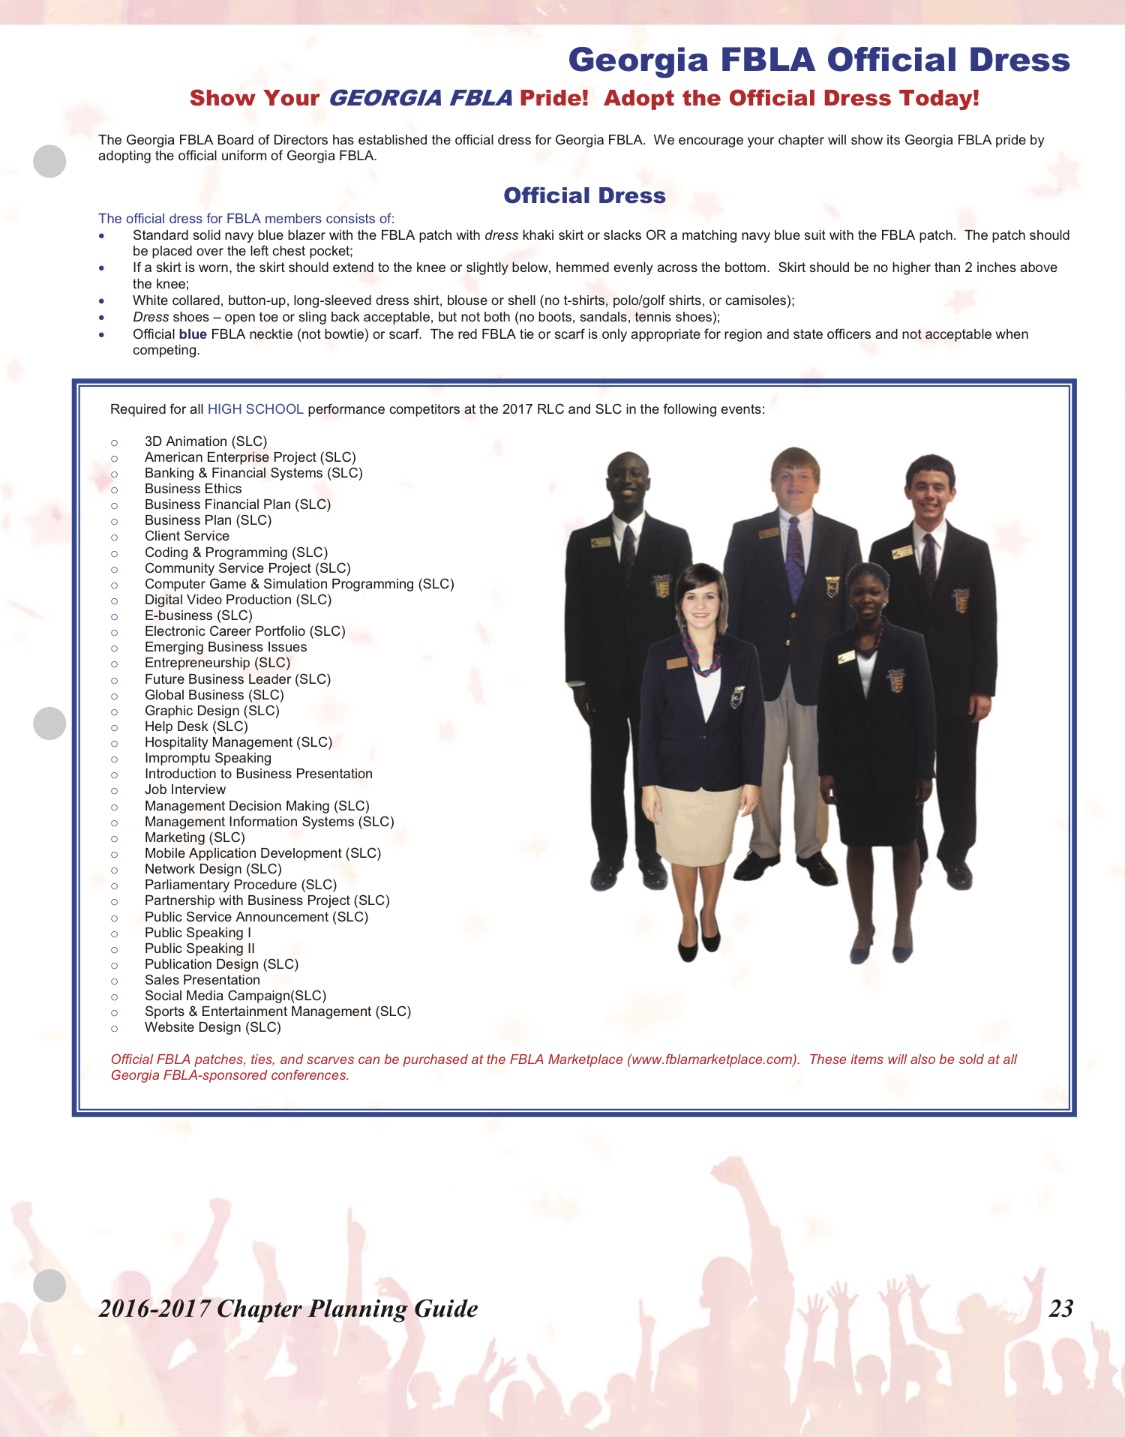 Georgia FBLA Official Dress
Show Your GEORGIA FBLA Pride!  Adopt the Official Dress Today!
The Georgia FBLA Board of Directors has established the official dress for Georgia FBLA.  We encourage your chapter will show its Georgia FBLA pride by
adopting the official uniform of Georgia FBLA.
Official Dress
The official dress for FBLA members consists of:
• Standard solid navy blue blazer with the FBLA patch with dress khaki skirt or slacks OR a matching navy blue suit with the FBLA patch.  The patch should
be placed over the left chest pocket;
• If a skirt is worn, the skirt should extend to the knee or slightly below, hemmed evenly across the bottom.  Skirt should be no higher than 2 inches above
the knee;
• White collared, button-up, long-sleeved dress shirt, blouse or shell (no t-shirts, polo/golf shirts, or camisoles);
• Dress shoes – open toe or sling back acceptable, but not both (no boots, sandals, tennis shoes);
• Official blue FBLA necktie (not bowtie) or scarf.  The red FBLA tie or scarf is only appropriate for region and state officers and not acceptable when
competing.
Required for all HIGH SCHOOL performance competitors at the 2017 RLC and SLC in the following events:
o 3D Animation (SLC)
o American Enterprise Project (SLC)
o Banking & Financial Systems (SLC)
o Business Ethics
o Business Financial Plan (SLC)
o Business Plan (SLC)
o Client Service
o Coding & Programming (SLC)
o Community Service Project (SLC)
o Computer Game & Simulation Programming (SLC)
o Digital Video Production (SLC)
o E-business (SLC)
o Electronic Career Portfolio (SLC)
o Emerging Business Issues
o Entrepreneurship (SLC)
o Future Business Leader (SLC)
o Global Business (SLC)
o Graphic Design (SLC)
o Help Desk (SLC)
o Hospitality Management (SLC)
o Impromptu Speaking
o Introduction to Business Presentation
o Job Interview
o Management Decision Making (SLC)
o Management Information Systems (SLC)
o Marketing (SLC)
o Mobile Application Development (SLC)
o Network Design (SLC)
o Parliamentary Procedure (SLC)
o Partnership with Business Project (SLC)
o Public Service Announcement (SLC)
o Public Speaking I
o Public Speaking II
o Publication Design (SLC)
o Sales Presentation
o Social Media Campaign(SLC)
o Sports & Entertainment Management (SLC)
o Website Design (SLC)
Official FBLA patches, ties, and scarves can be purchased at the FBLA Marketplace (www.fblamarketplace.com).  These items will also be sold at all
Georgia FBLA-sponsored conferences.
2016-2017 Chapter Planning Guide 23